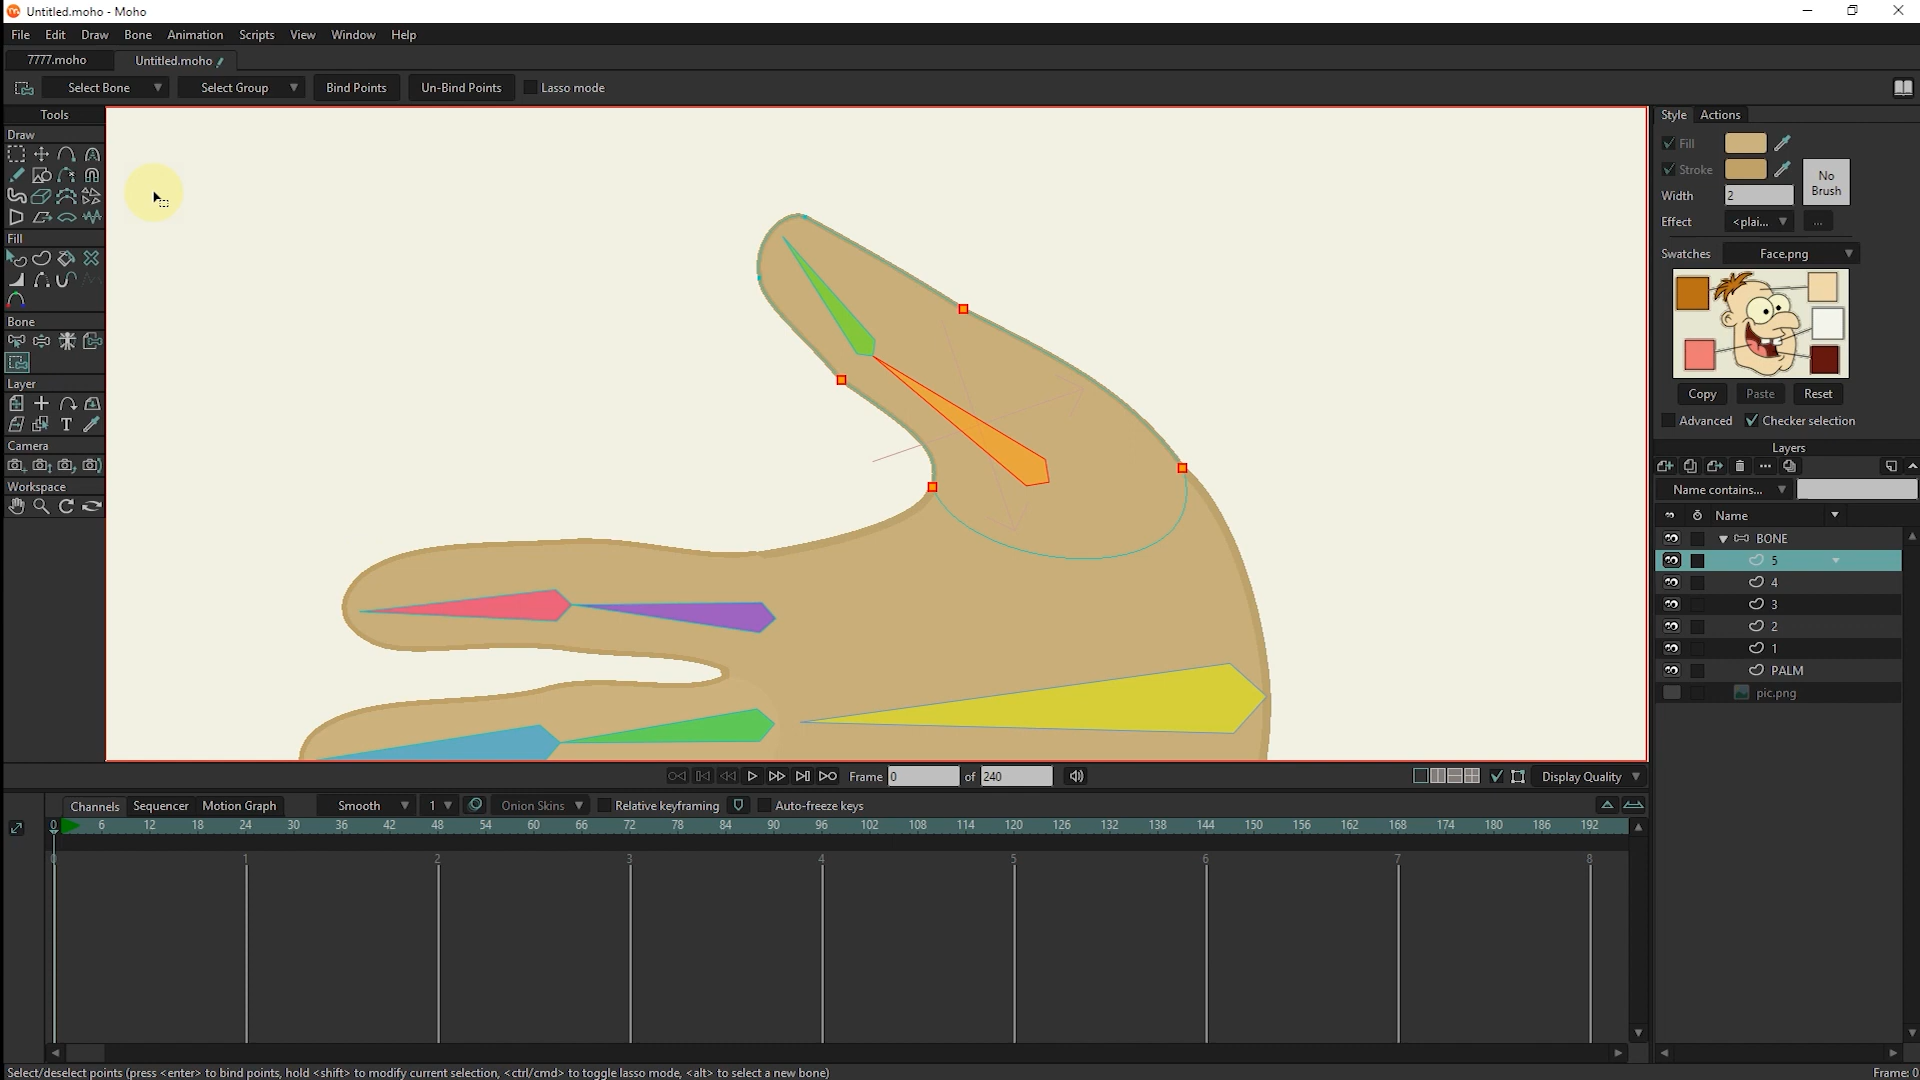 Untitled.moho - Moho
File Edit Draw Bone Animation Scripts View Window Help
7777.moho Untitled.moho
Select Bone Select Group Bind Points Un-Bind Points Lasso mode
Tools
Draw
Fill
Bone
Layer
Camera
Workspace
Style Actions
Fill
Stroke
No
Brush
Width 2
Effect <plai... ...
Swatches Face.png
Copy Paste Reset
Advanced Checker selection
Layers
Name contains...
Name
BONE
5
4
3
2
1
PALM
pic.png
Frame 0 of 240 Display Quality
Channels Sequencer Motion Graph Smooth 1 Onion Skins Relative keyframing Auto-freeze keys
0 6 12 18 24 30 36 42 48 54 60 66 72 78 84 90 96 102 108 114 120 126 132 138 144 150 156 162 168 174 180 186 192
0 1 2 3 4 5 6 7 8
Select/deselect points (press <enter> to bind points, hold <shift> to modify current selection, <ctrl/cmd> to toggle lasso mode, <alt> to select a new bone) Frame: 0